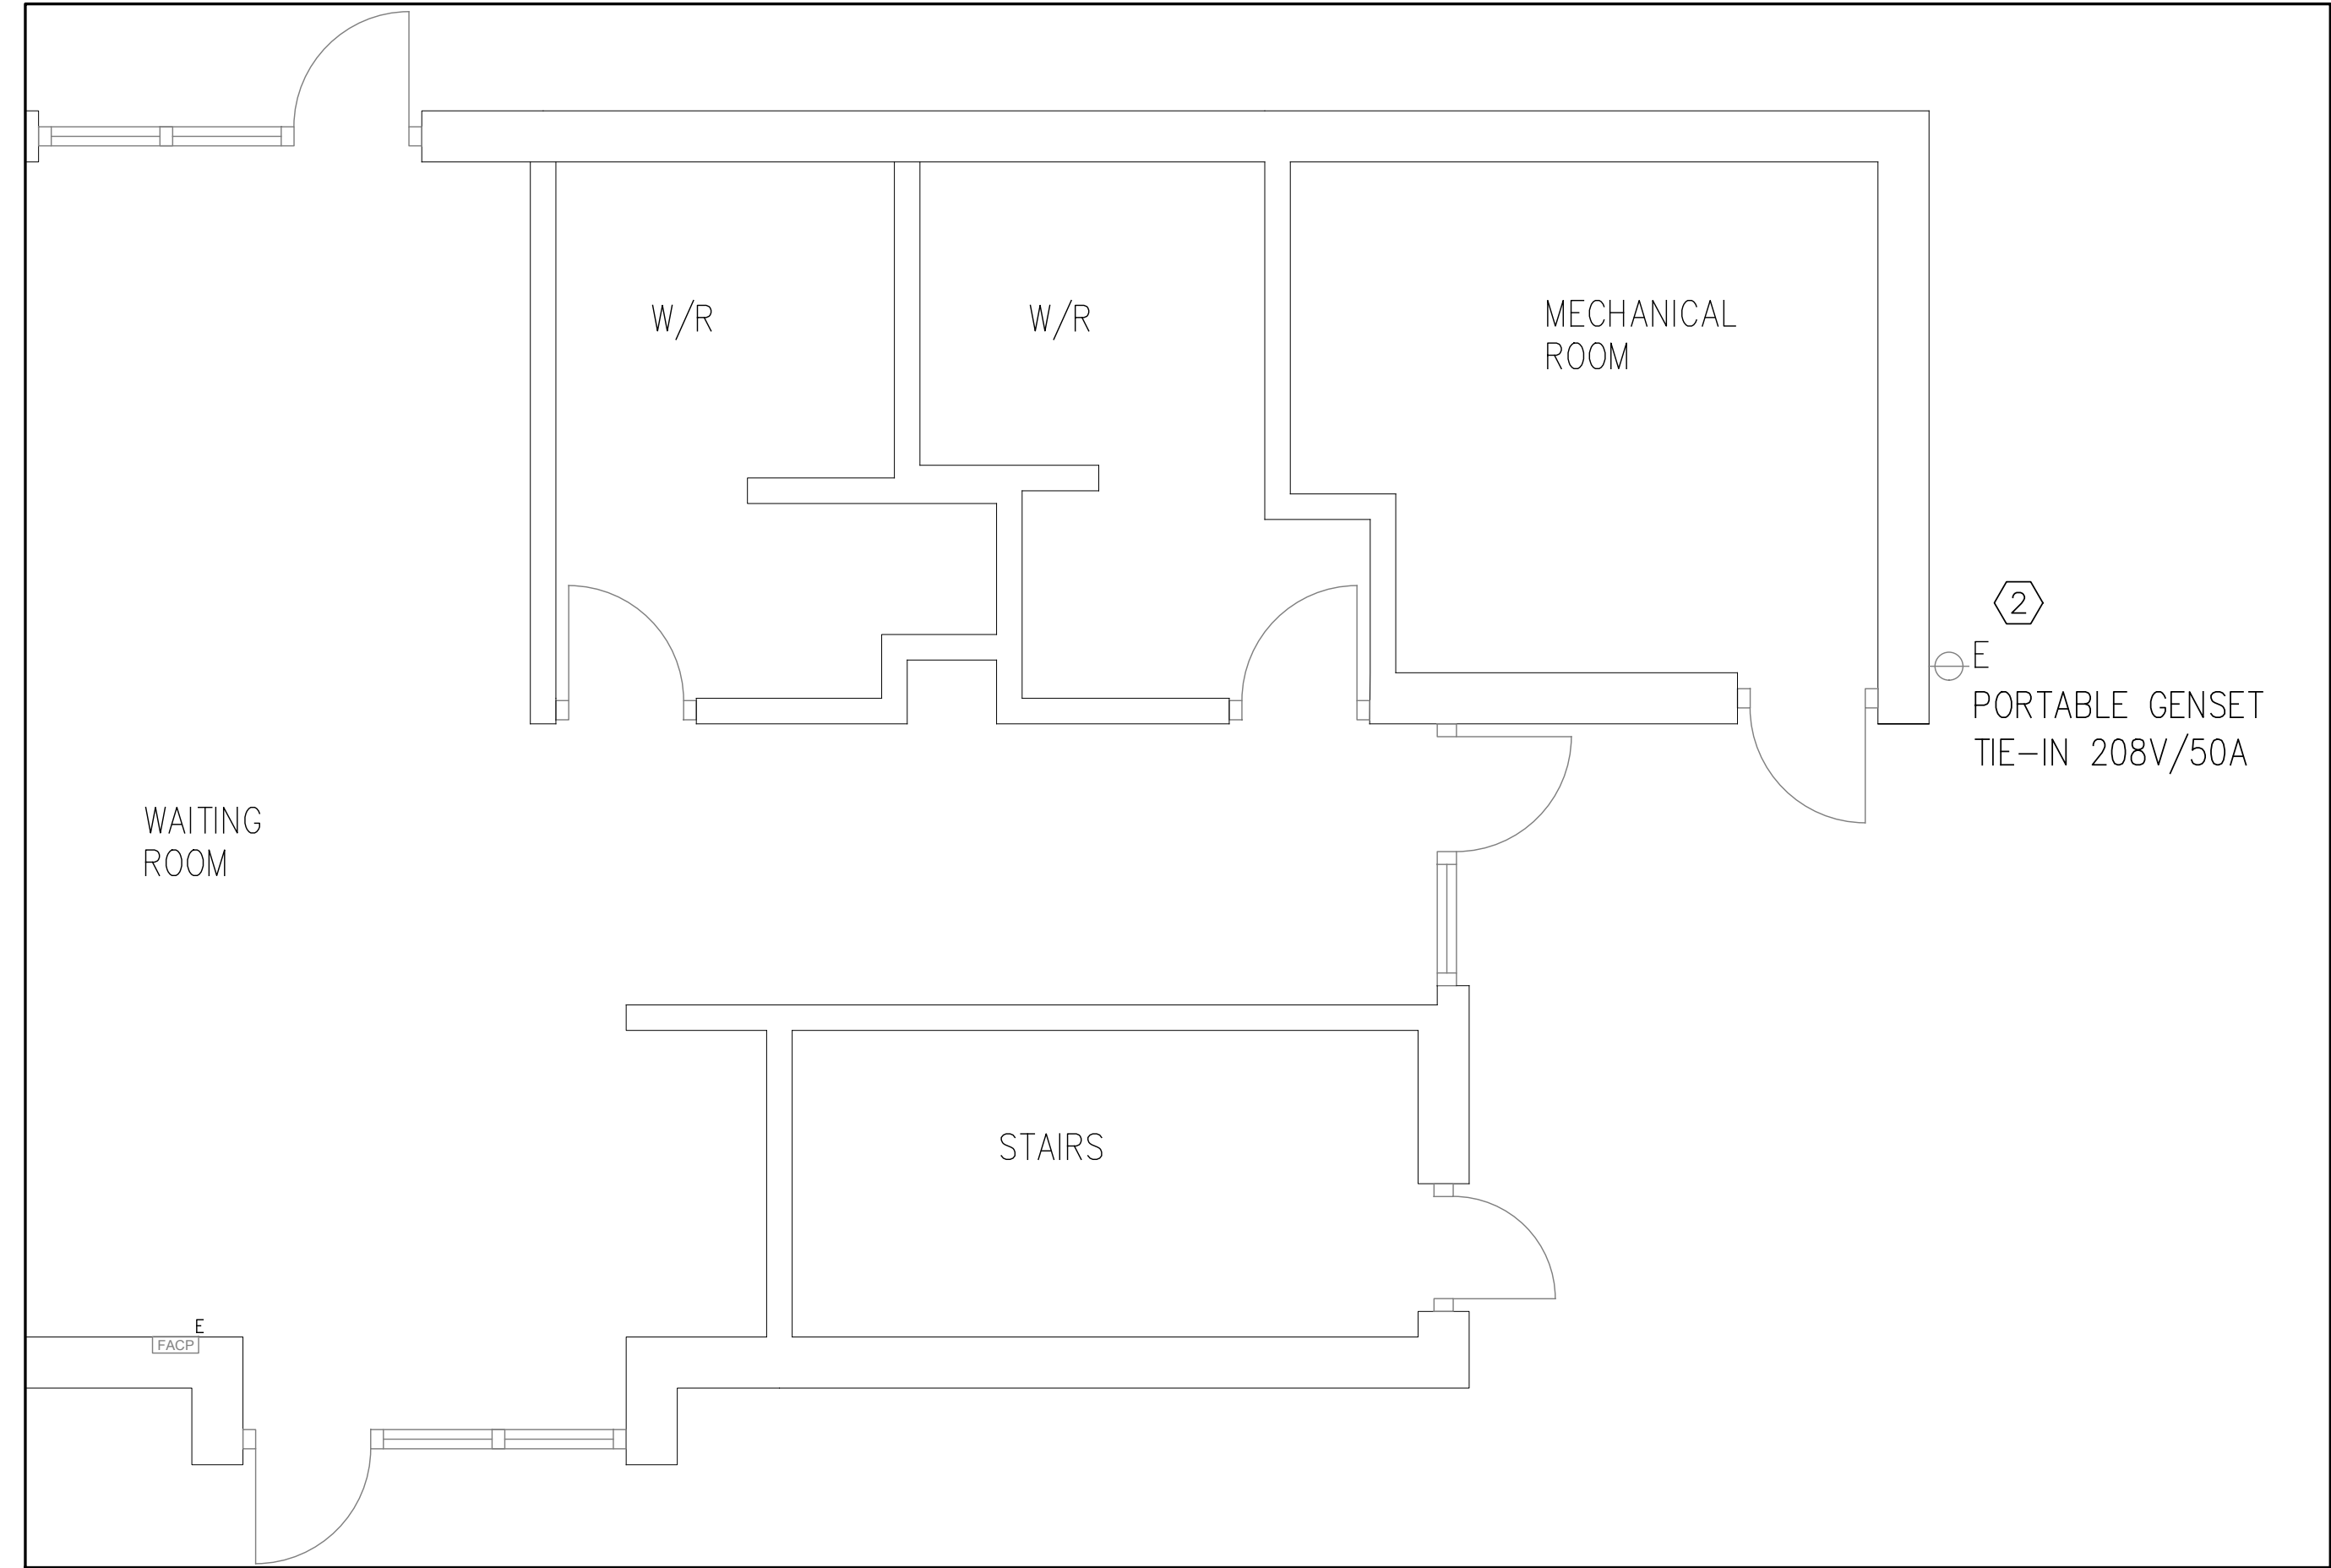 W/R
W/R
MECHANICAL
ROOM
2
E
PORTABLE GENSET
TIE-IN 208V/50A
WAITING
ROOM
STAIRS
E
FACP